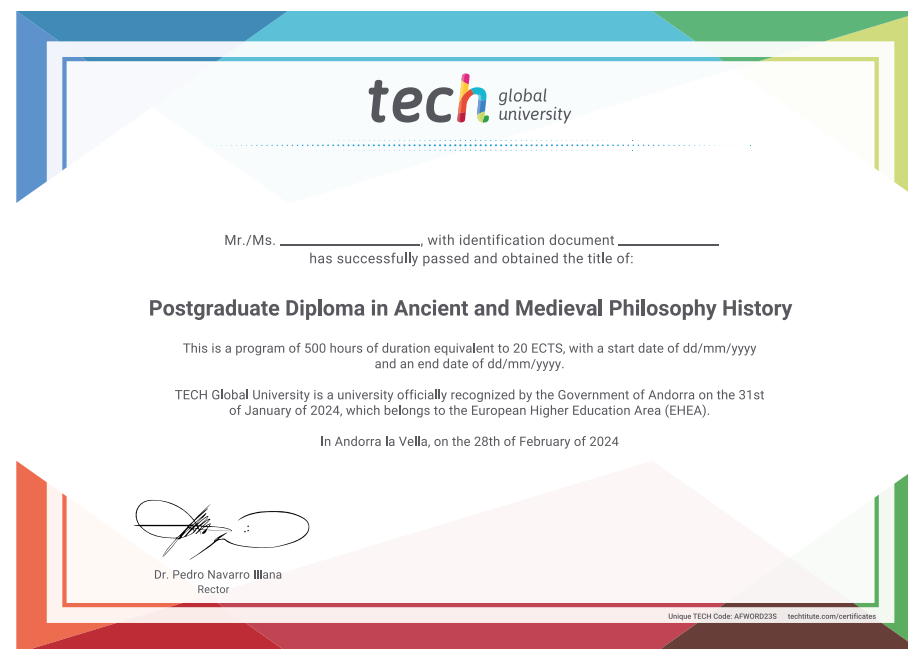 tech global university
Mr./Ms. ____________________, with identification document ______________
has successfully passed and obtained the title of:
Postgraduate Diploma in Ancient and Medieval Philosophy History
This is a program of 500 hours of duration equivalent to 20 ECTS, with a start date of dd/mm/yyyy
and an end date of dd/mm/yyyy.
TECH Global University is a university officially recognized by the Government of Andorra on the 31st
of January of 2024, which belongs to the European Higher Education Area (EHEA).
In Andorra la Vella, on the 28th of February of 2024
Dr. Pedro Navarro Illana
Rector
Unique TECH Code: AFWORD23S techtitute.com/certificates